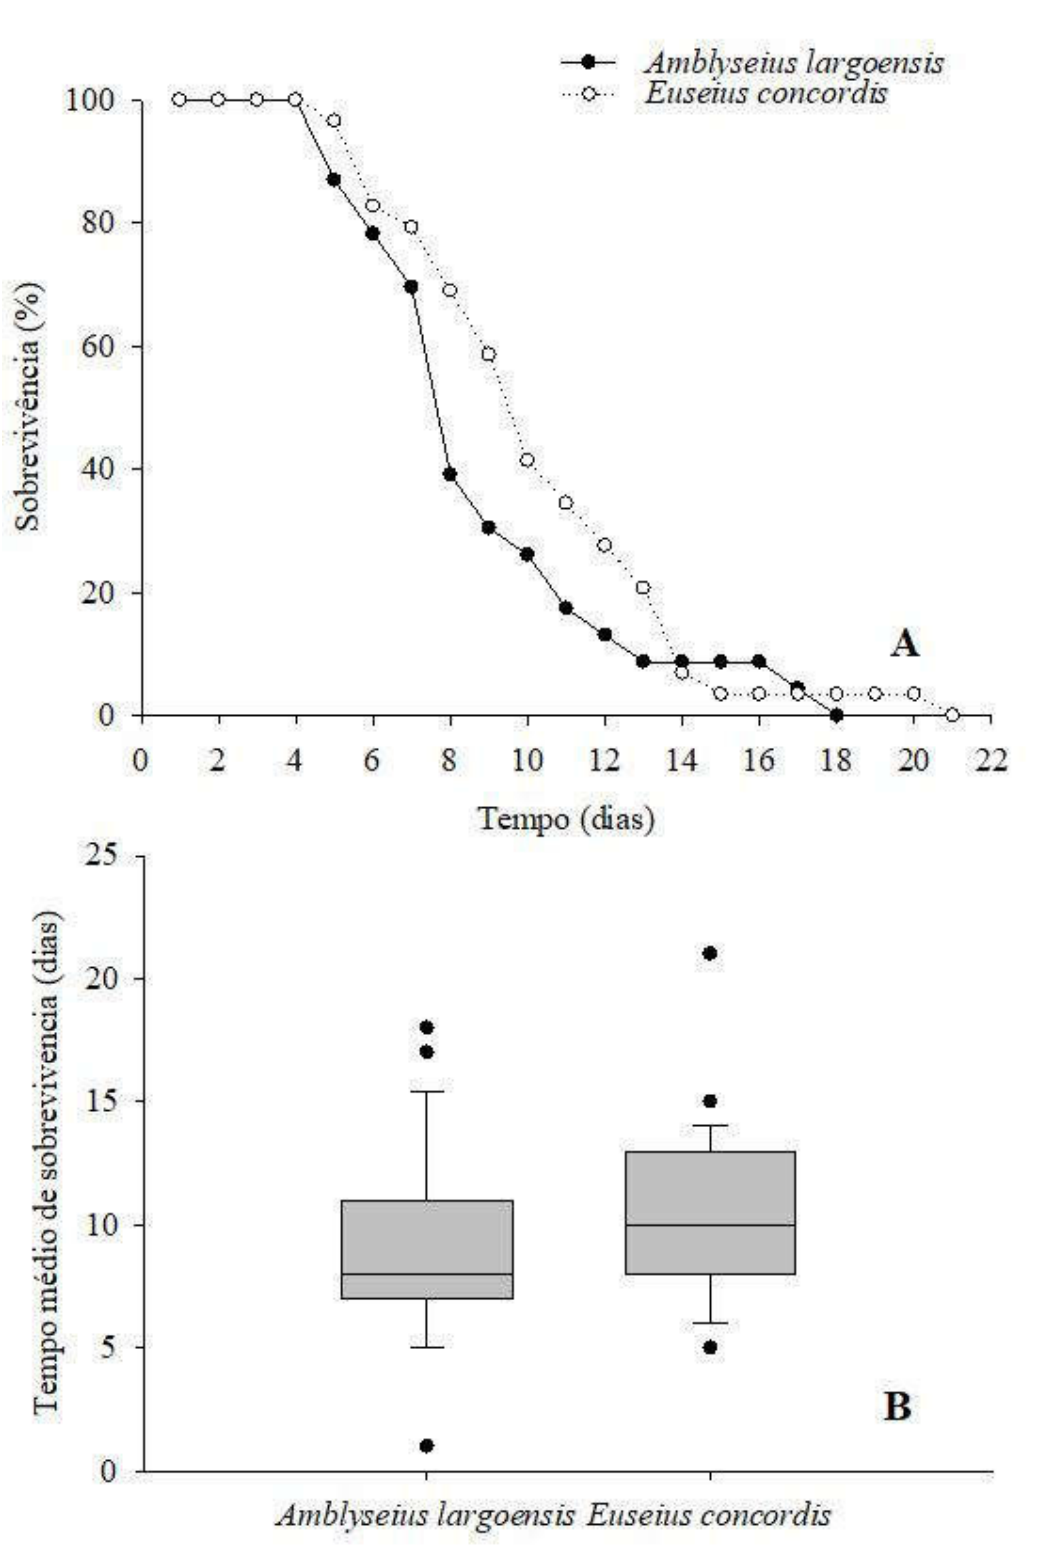 Amblyseius largoensis
Euseius concordis
100
80
60
40
20
0
Sobrevivência (%)
A
0 2 4 6 8 10 12 14 16 18 20 22
Tempo (dias)
25
20
15
10
5
0
Tempo médio de sobrevivencia (dias)
B
Amblyseius largoensis Euseius concordis